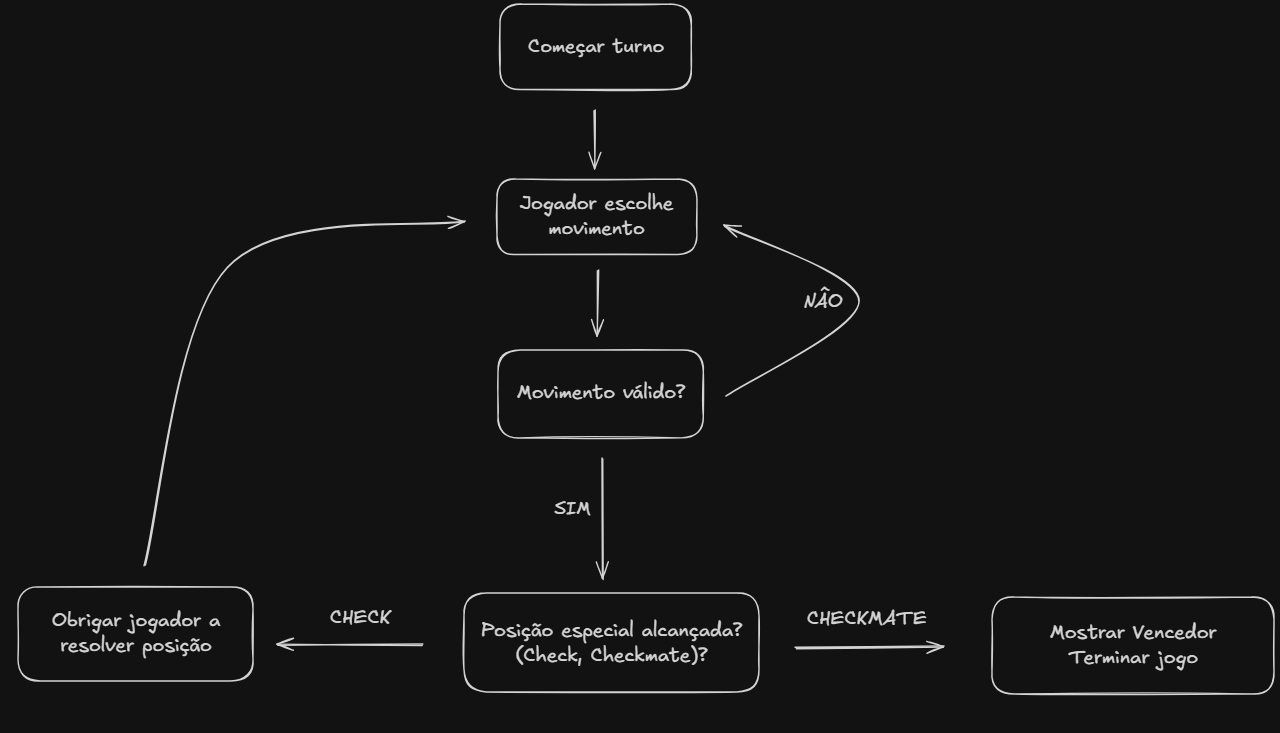 Começar turno
Jogador escolhe
movimento
NÂO
Movimento válido?
SIM
Obrigar jogador a
resolver posição
CHECK
Posição especial alcançada?
(Check, Checkmate)?
CHECKMATE
Mostrar Vencedor
Terminar jogo